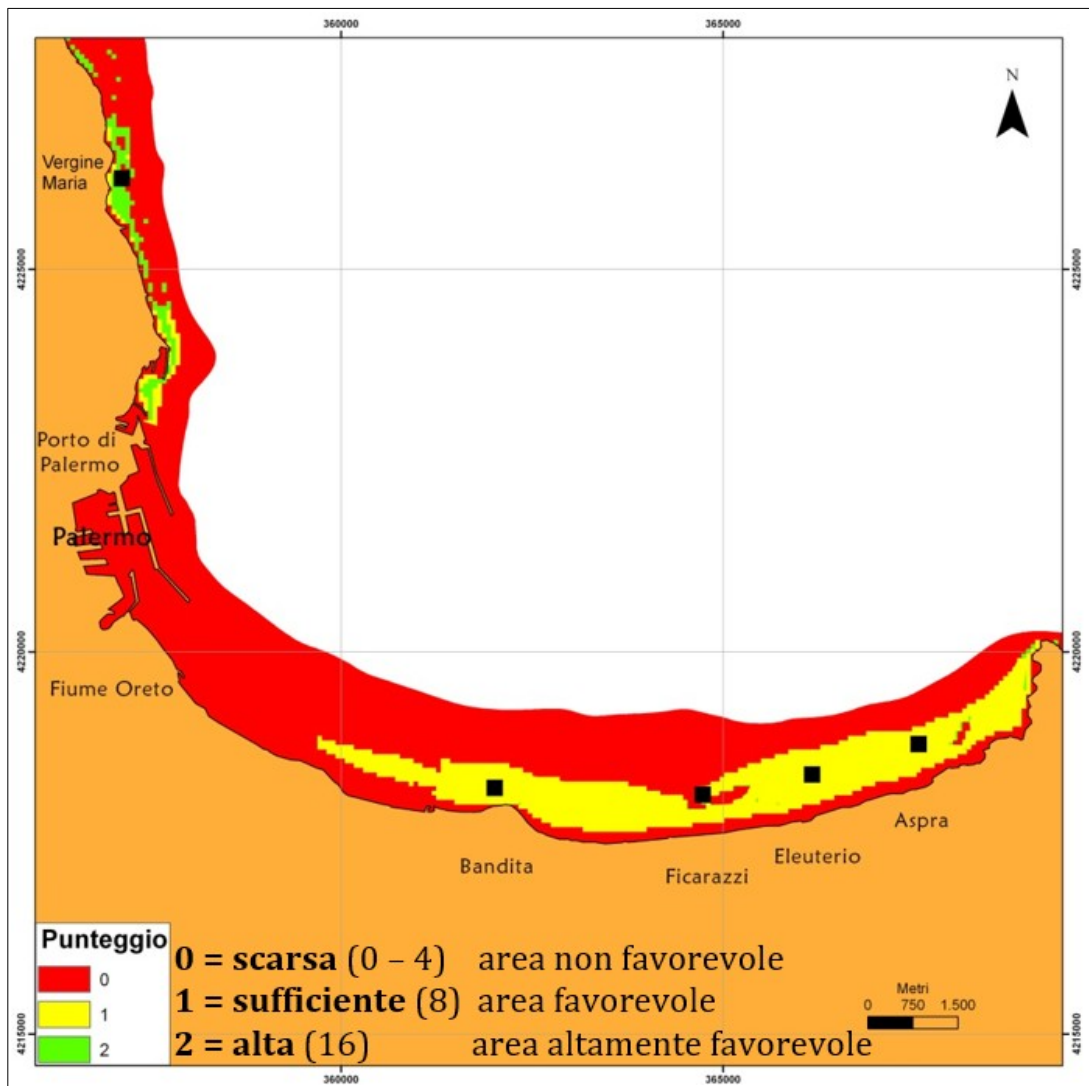 360000
365000
N
Vergine
Maria
4225000
4225000
Porto di
Palermo
Palermo
4220000
4220000
Fiume Oreto
Aspra
Eleuterio
Bandita
Ficarazzi
Punteggio
0
1
2
0 = scarsa (0 – 4) area non favorevole
1 = sufficiente (8) area favorevole
2 = alta (16) area altamente favorevole
Metri
0 750 1.500
4215000
4215000
360000
365000